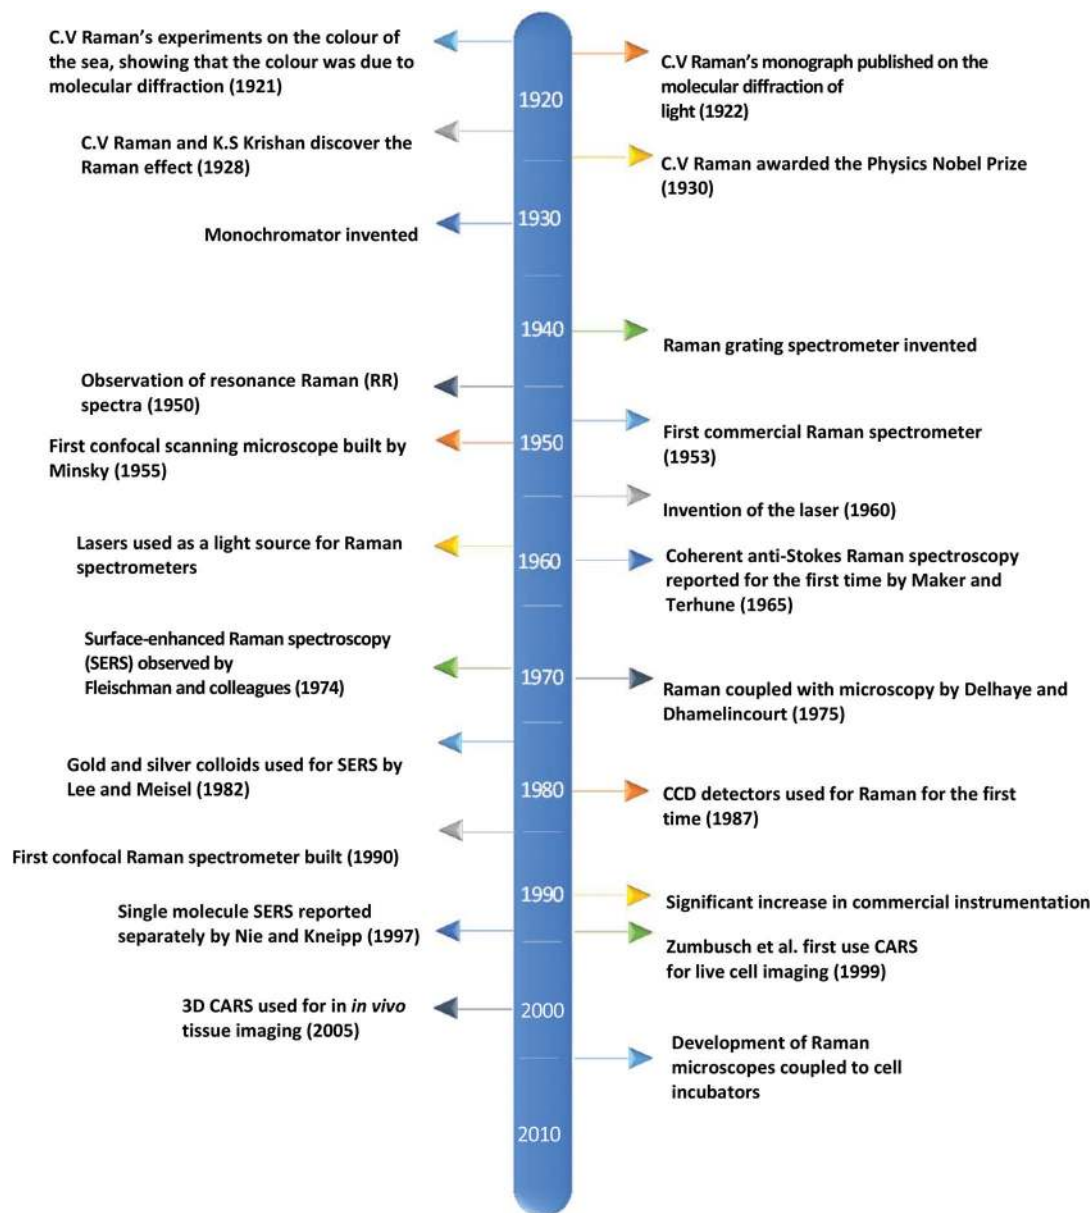 C.V Raman's experiments on the colour of
the sea, showing that the colour was due to
molecular diffraction (1921)
C.V Raman's monograph published on the
molecular diffraction of
light (1922)
1920
C.V Raman and K.S Krishan discover the
Raman effect (1928)
C.V Raman awarded the Physics Nobel Prize
(1930)
1930
Monochromator invented
1940
Raman grating spectrometer invented
Observation of resonance Raman (RR)
spectra (1950)
First commercial Raman spectrometer
(1953)
1950
First confocal scanning microscope built by
Minsky (1955)
Invention of the laser (1960)
Lasers used as a light source for Raman
spectrometers
1960
Coherent anti-Stokes Raman spectroscopy
reported for the first time by Maker and
Terhune (1965)
Surface-enhanced Raman spectroscopy
(SERS) observed by
Fleischman and colleagues (1974)
1970
Raman coupled with microscopy by Delhaye and
Dhamelincourt (1975)
Gold and silver colloids used for SERS by
Lee and Meisel (1982)
1980
CCD detectors used for Raman for the first
time (1987)
First confocal Raman spectrometer built (1990)
1990
Significant increase in commercial instrumentation
Single molecule SERS reported
separately by Nie and Kneipp (1997)
Zumbusch et al. first use CARS
for live cell imaging (1999)
3D CARS used for in in vivo
tissue imaging (2005)
2000
Development of Raman
microscopes coupled to cell
incubators
2010